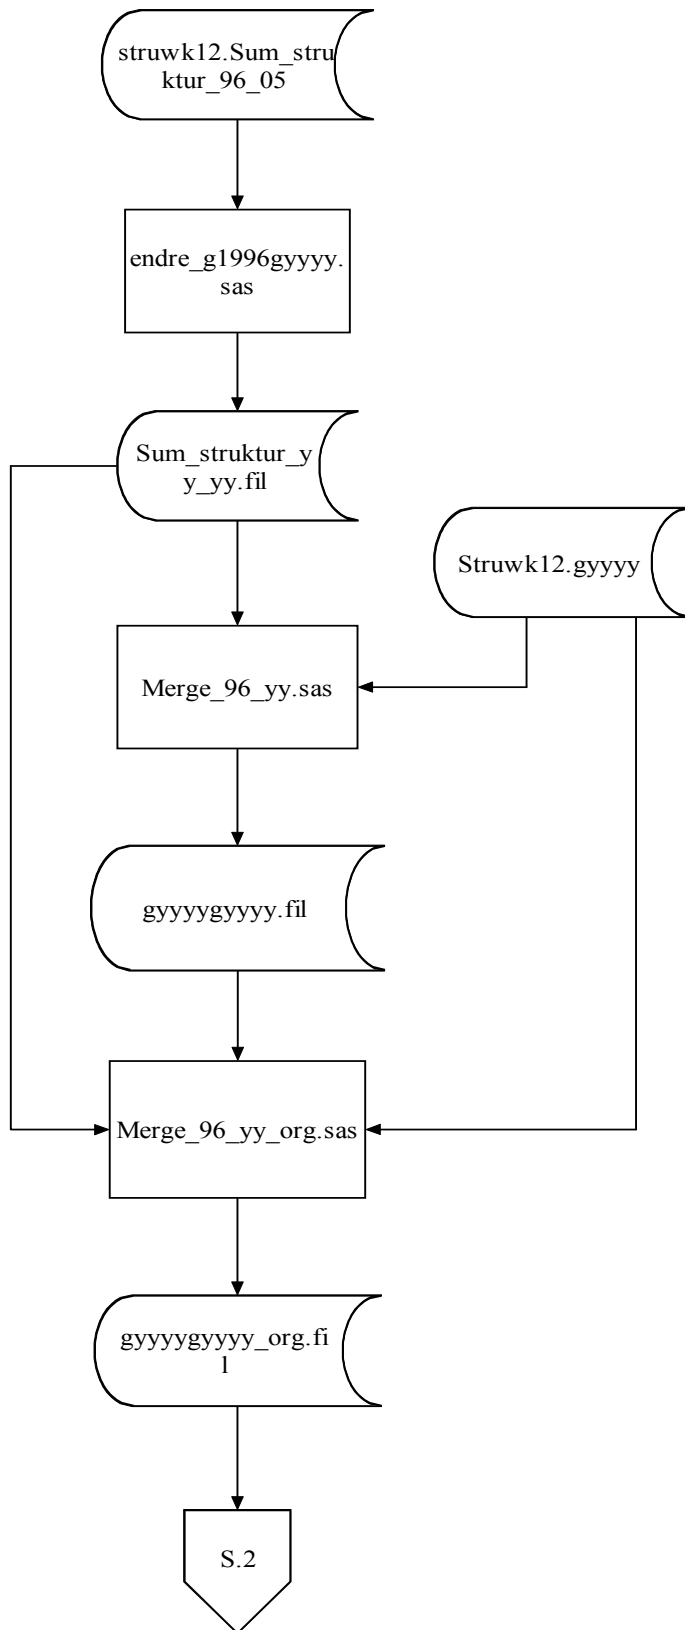 struwk12.Sum_stru
ktur_96_05
endre_g1996gyyyy.
sas
Sum_struktur_y
y_yy.fil
Struwk12.gyyyy
Merge_96_yy.sas
gyyyygyyyy.fil
Merge_96_yy_org.sas
gyyyygyyyy_org.fi
l
S.2